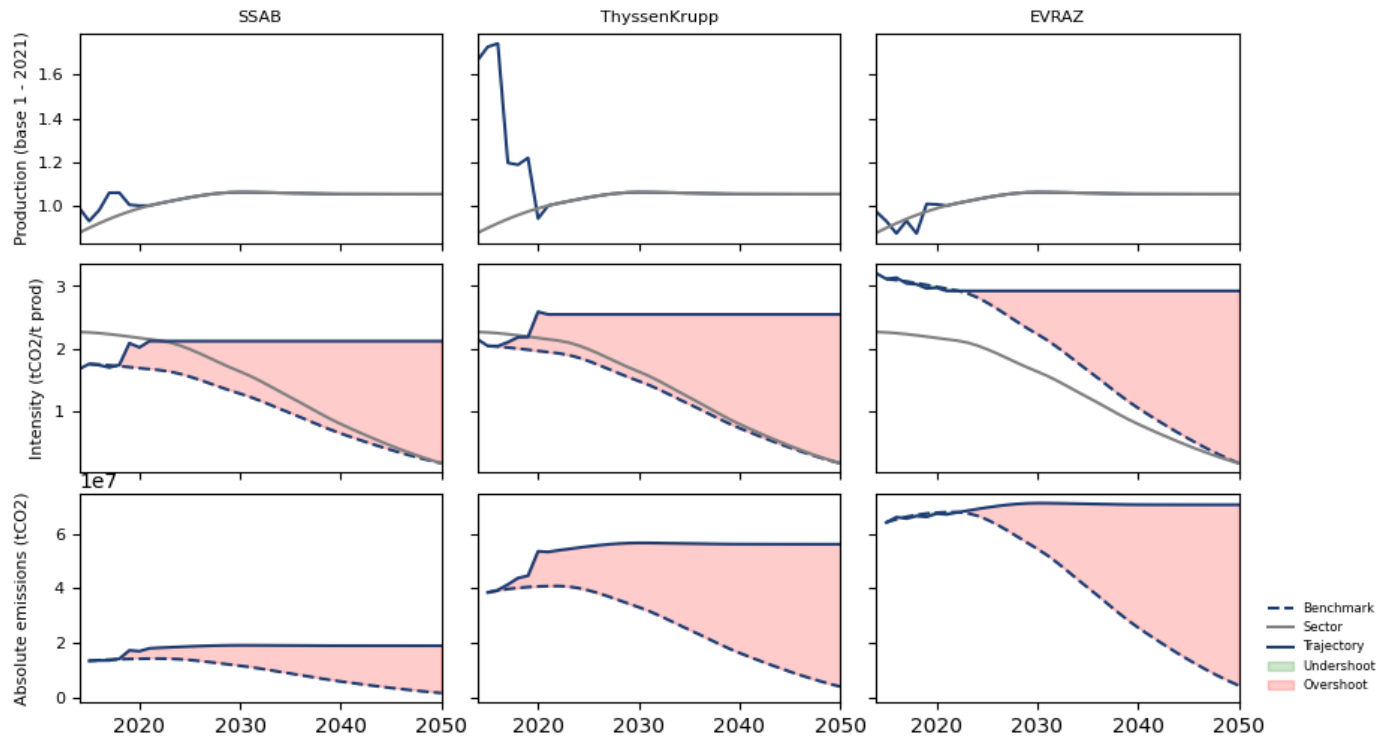 SSAB
ThyssenKrupp
EVRAZ
Production (base 1 - 2021)
1.6
1.4
1.2
1.0
Intensity (tCO2/t prod)
3
2
1
1e7
Absolute emissions (tCO2)
6
4
2
0
2020 2030 2040 2050
2020 2030 2040 2050
2020 2030 2040 2050
Benchmark
Sector
Trajectory
Undershoot
Overshoot